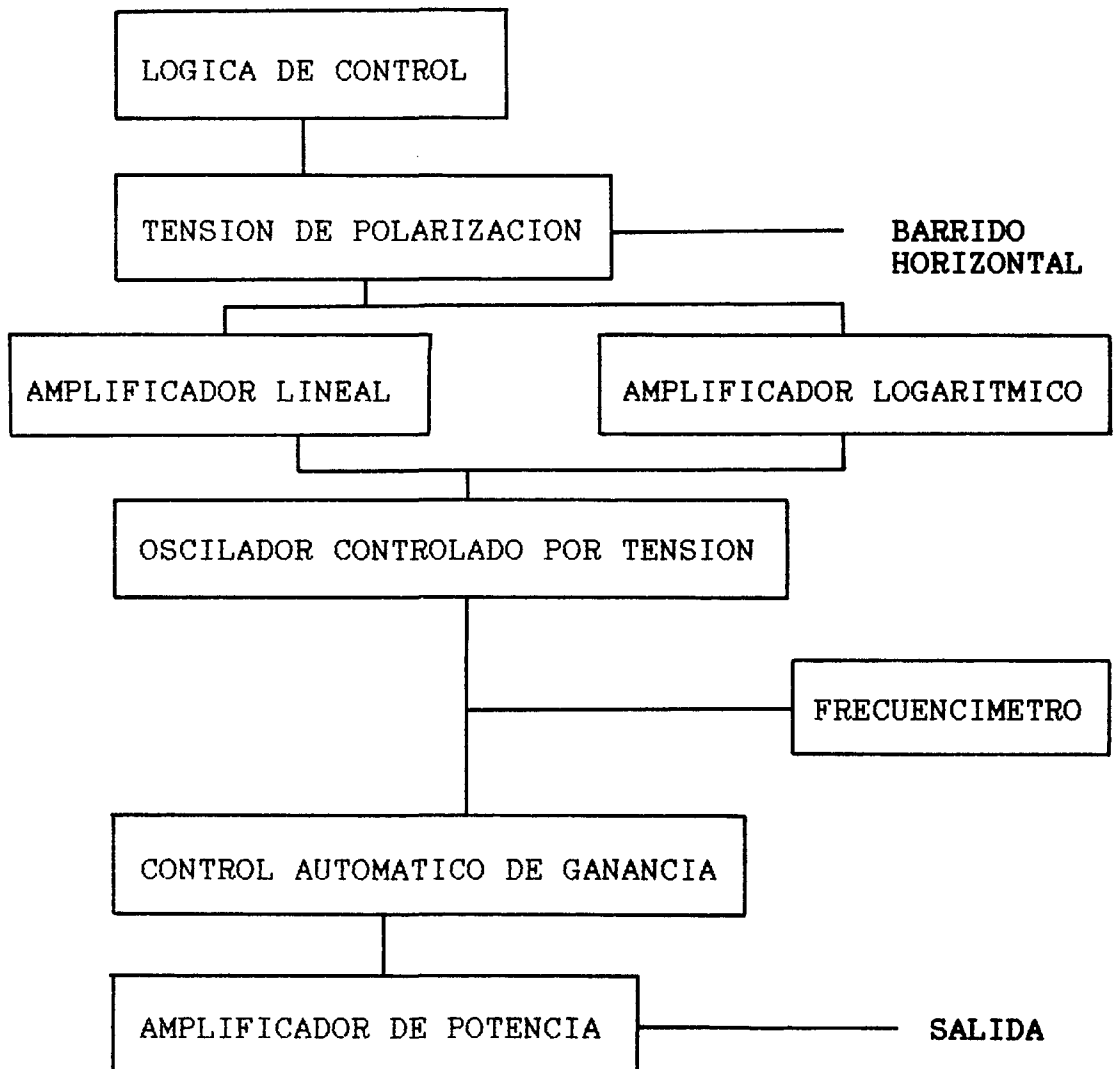 LOGICA DE CONTROL
TENSION DE POLARIZACION
BARRIDO
HORIZONTAL
AMPLIFICADOR LINEAL
AMPLIFICADOR LOGARITMICO
OSCILADOR CONTROLADO POR TENSION
FRECUENCIMETRO
CONTROL AUTOMATICO DE GANANCIA
AMPLIFICADOR DE POTENCIA
SALIDA